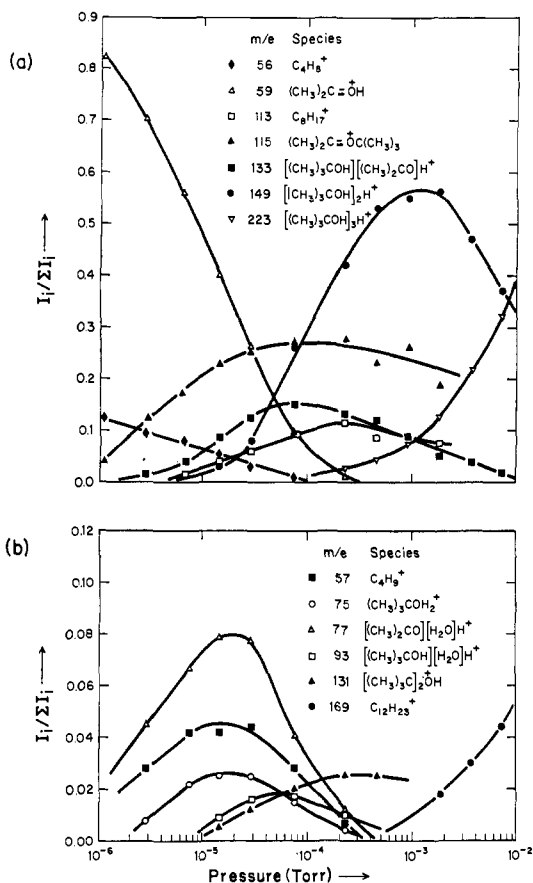 (a)
m/e Species
56 C₄H₈⁺
59 (CH₃)₂C=O⁺H
113 C₈H₁₇⁺
115 (CH₃)₂C=O⁺C(CH₃)₃
133 [(CH₃)₃COH][(CH₃)₂CO]H⁺
149 [(CH₃)₃COH]₂H⁺
223 [(CH₃)₃COH]₃H⁺
Iᵢ/ΣIᵢ →
0.9
0.8
0.7
0.6
0.5
0.4
0.3
0.2
0.1
0.0
(b)
m/e Species
57 C₄H₉⁺
75 (CH₃)₃COH₂⁺
77 [(CH₃)₂CO][H₂O]H⁺
93 [(CH₃)₃COH][H₂O]H⁺
131 [(CH₃)₃C]₂O⁺H
169 C₁₂H₂₃⁺
Iᵢ/ΣIᵢ →
0.12
0.10
0.08
0.06
0.04
0.02
0.00
10⁻⁶ 10⁻⁵ 10⁻⁴ 10⁻³ 10⁻²
Pressure (Torr) →